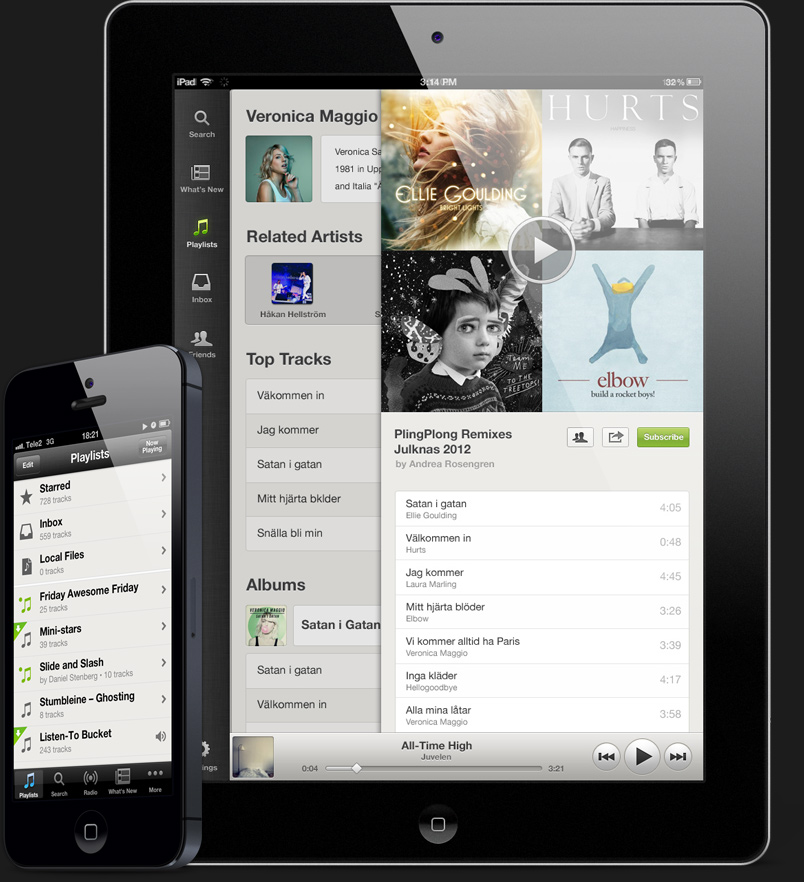 iPad
3:14 PM
32%
Search
What's New
Playlists
Inbox
Friends
ings
Veronica Maggio
Veronica Sa
1981 in Upp
and Italia "A
Related Artists
Håkan Hellström
S
Top Tracks
Väkommen in
Jag kommer
Satan i gatan
Mitt hjärta bklder
Snälla bli min
Albums
VERONICA MAGGIO
Satan i Gatan
Satan i gatan
Välkommen in
ELLIE GOULDING
BRIGHT LIGHTS
HURTS
HAPPINESS
Team me
TO THE
TREETOPS!
elbow
build a rocket boys!
PlingPlong Remixes
Julknas 2012
by Andrea Rosengren
Subscribe
Satan i gatan 4:05
Ellie Goulding
Välkommen in 0:48
Hurts
Jag kommer 4:45
Laura Marling
Mitt hjärta blöder 3:26
Elbow
Vi kommer alltid ha Paris 3:39
Veronica Maggio
Inga kläder 4:17
Hellogoodbye
Alla mina låtar 3:58
Veronica Maggio
All-Time High
Juvelen
0:04
3:21
Tele2 3G
18:21
Edit
Playlists
Now
Playing
Starred
728 tracks
Inbox
559 tracks
Local Files
0 tracks
Friday Awesome Friday
25 tracks
Mini-stars
39 tracks
Slide and Slash
by Daniel Stenberg • 10 tracks
Stumbleine – Ghosting
8 tracks
Listen-To Bucket
243 tracks
Playlists
Search
Radio
What's New
More